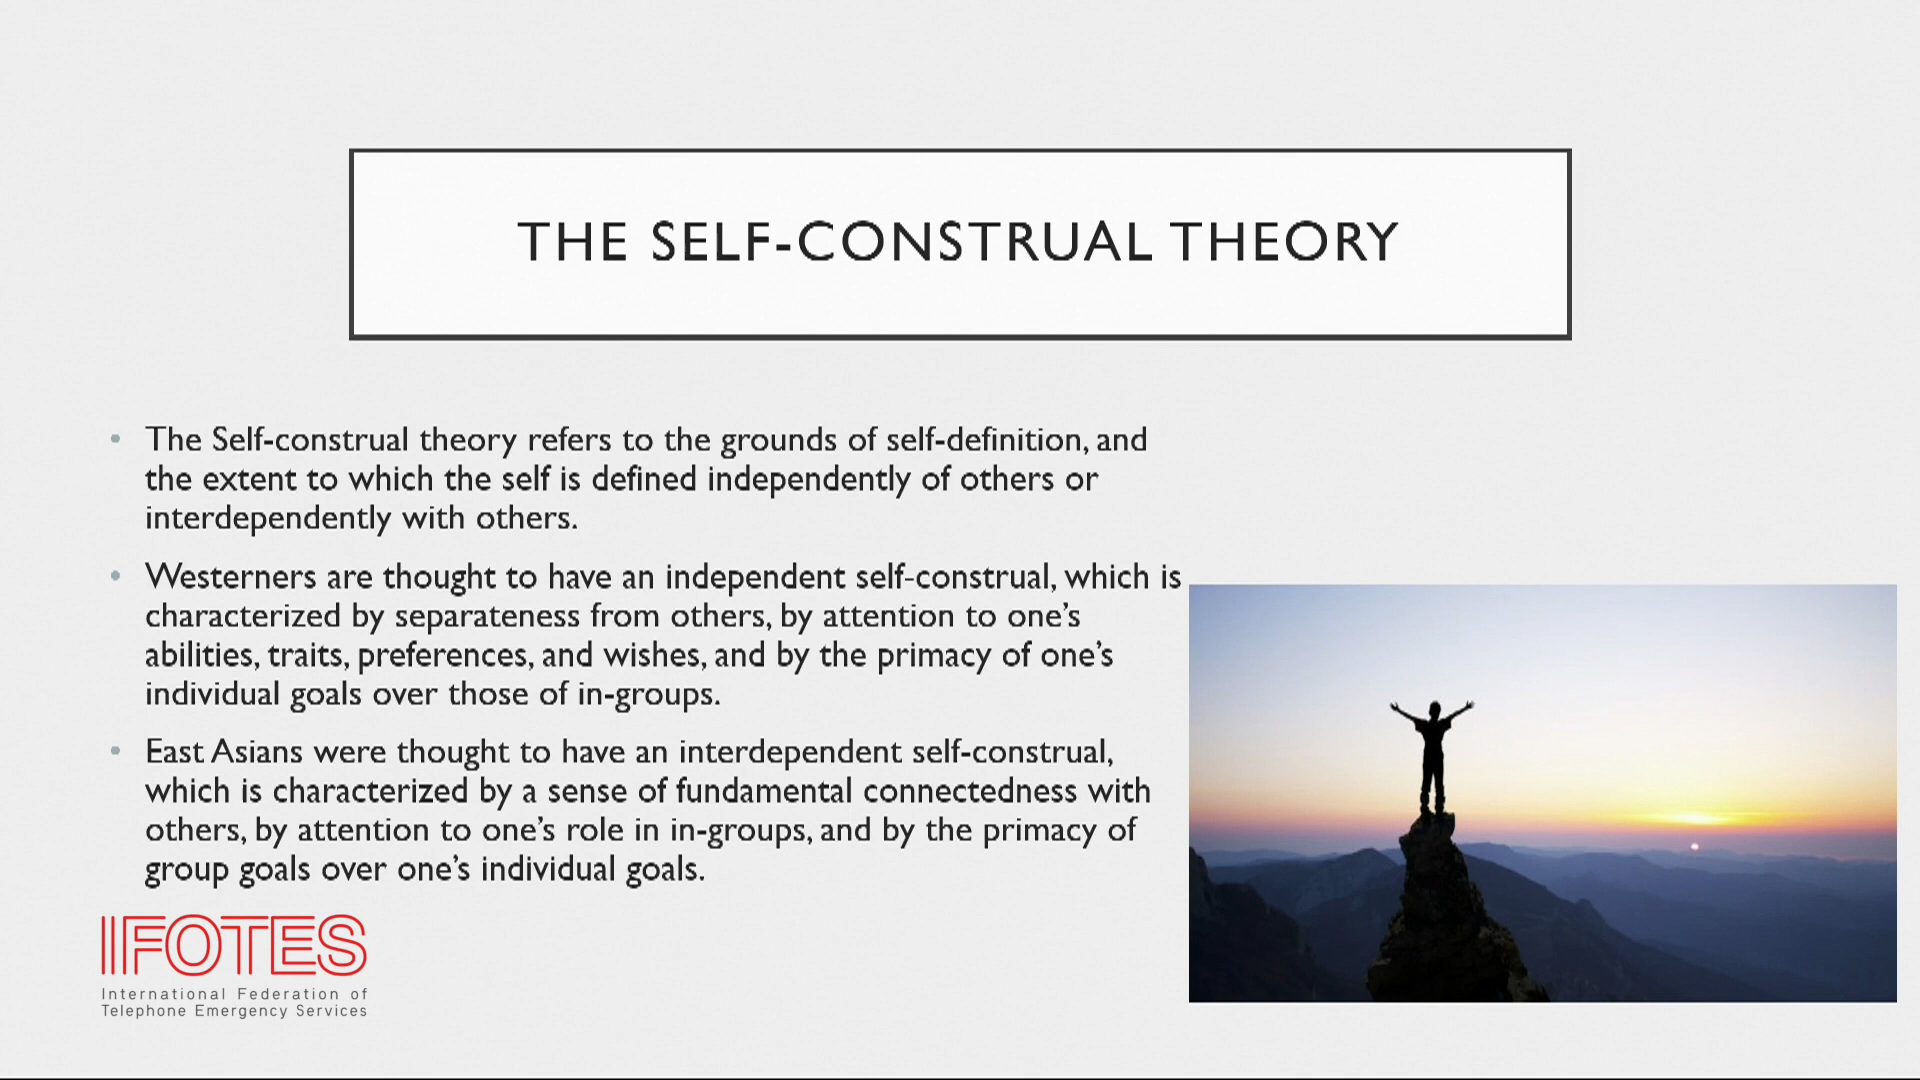 THE SELF-CONSTRUAL THEORY
• The Self-construal theory refers to the grounds of self-definition, and
the extent to which the self is defined independently of others or
interdependently with others.
• Westerners are thought to have an independent self-construal, which is
characterized by separateness from others, by attention to one’s
abilities, traits, preferences, and wishes, and by the primacy of one’s
individual goals over those of in-groups.
• East Asians were thought to have an interdependent self-construal,
which is characterized by a sense of fundamental connectedness with
others, by attention to one’s role in in-groups, and by the primacy of
group goals over one’s individual goals.
IFOTES
International Federation of
Telephone Emergency Services